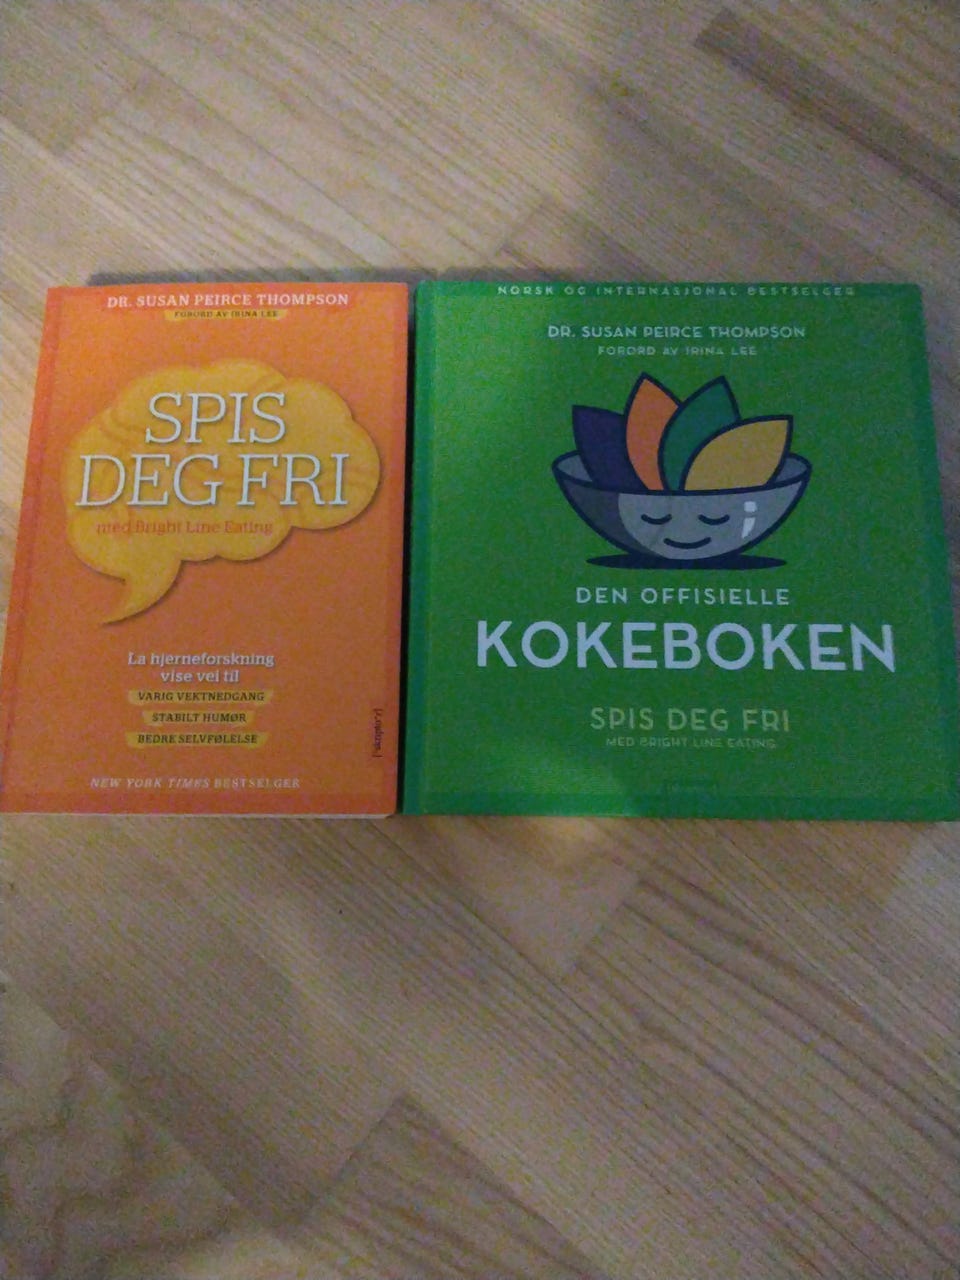 DR. SUSAN PEIRCE THOMPSON
FORORD AV IRINA LEE
SPIS
DEG FRI
med Bright Line Eating
La hjerneforskning
vise vei til
VARIG VEKTNEDGANG
STABILT HUMØR
BEDRE SELVFØLELSE
NEW YORK TIMES BESTSELGER
NORSK OG INTERNASJONAL BESTSELGER
DR. SUSAN PEIRCE THOMPSON
FORORD AV IRINA LEE
DEN OFFISIELLE
KOKEBOKEN
SPIS DEG FRI
MED BRIGHT LINE EATING